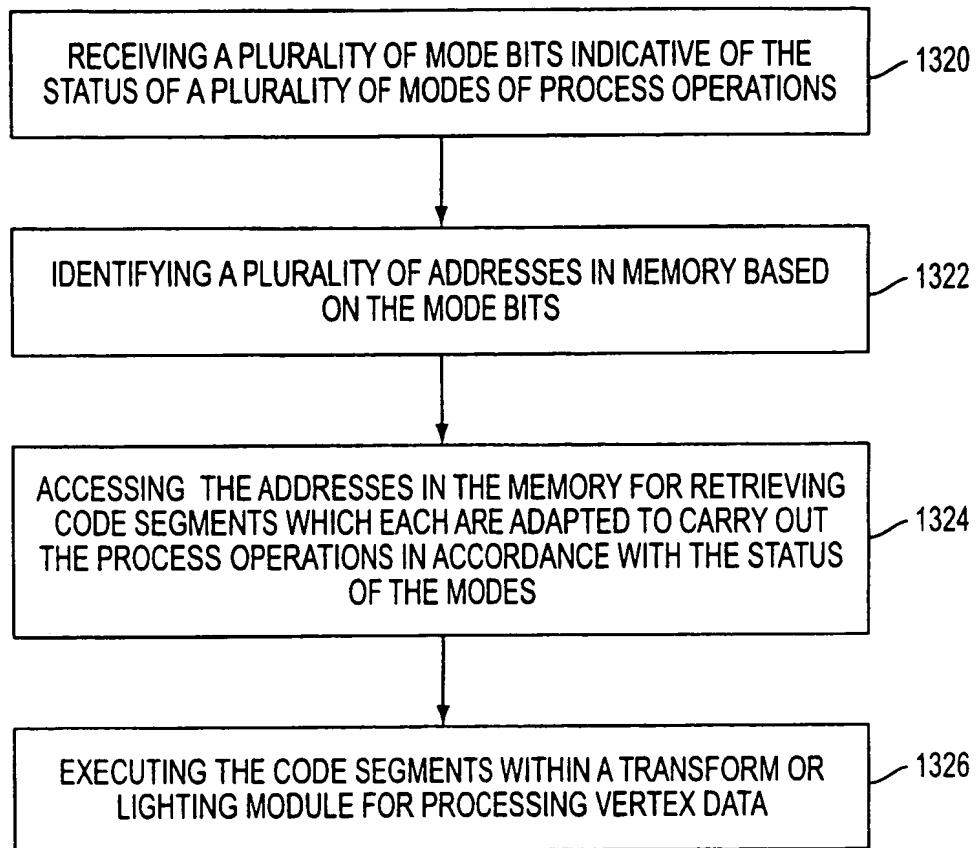 RECEIVING A PLURALITY OF MODE BITS INDICATIVE OF THE
STATUS OF A PLURALITY OF MODES OF PROCESS OPERATIONS
1320
IDENTIFYING A PLURALITY OF ADDRESSES IN MEMORY BASED
ON THE MODE BITS
1322
ACCESSING THE ADDRESSES IN THE MEMORY FOR RETRIEVING
CODE SEGMENTS WHICH EACH ARE ADAPTED TO CARRY OUT
THE PROCESS OPERATIONS IN ACCORDANCE WITH THE STATUS
OF THE MODES
1324
EXECUTING THE CODE SEGMENTS WITHIN A TRANSFORM OR
LIGHTING MODULE FOR PROCESSING VERTEX DATA
1326